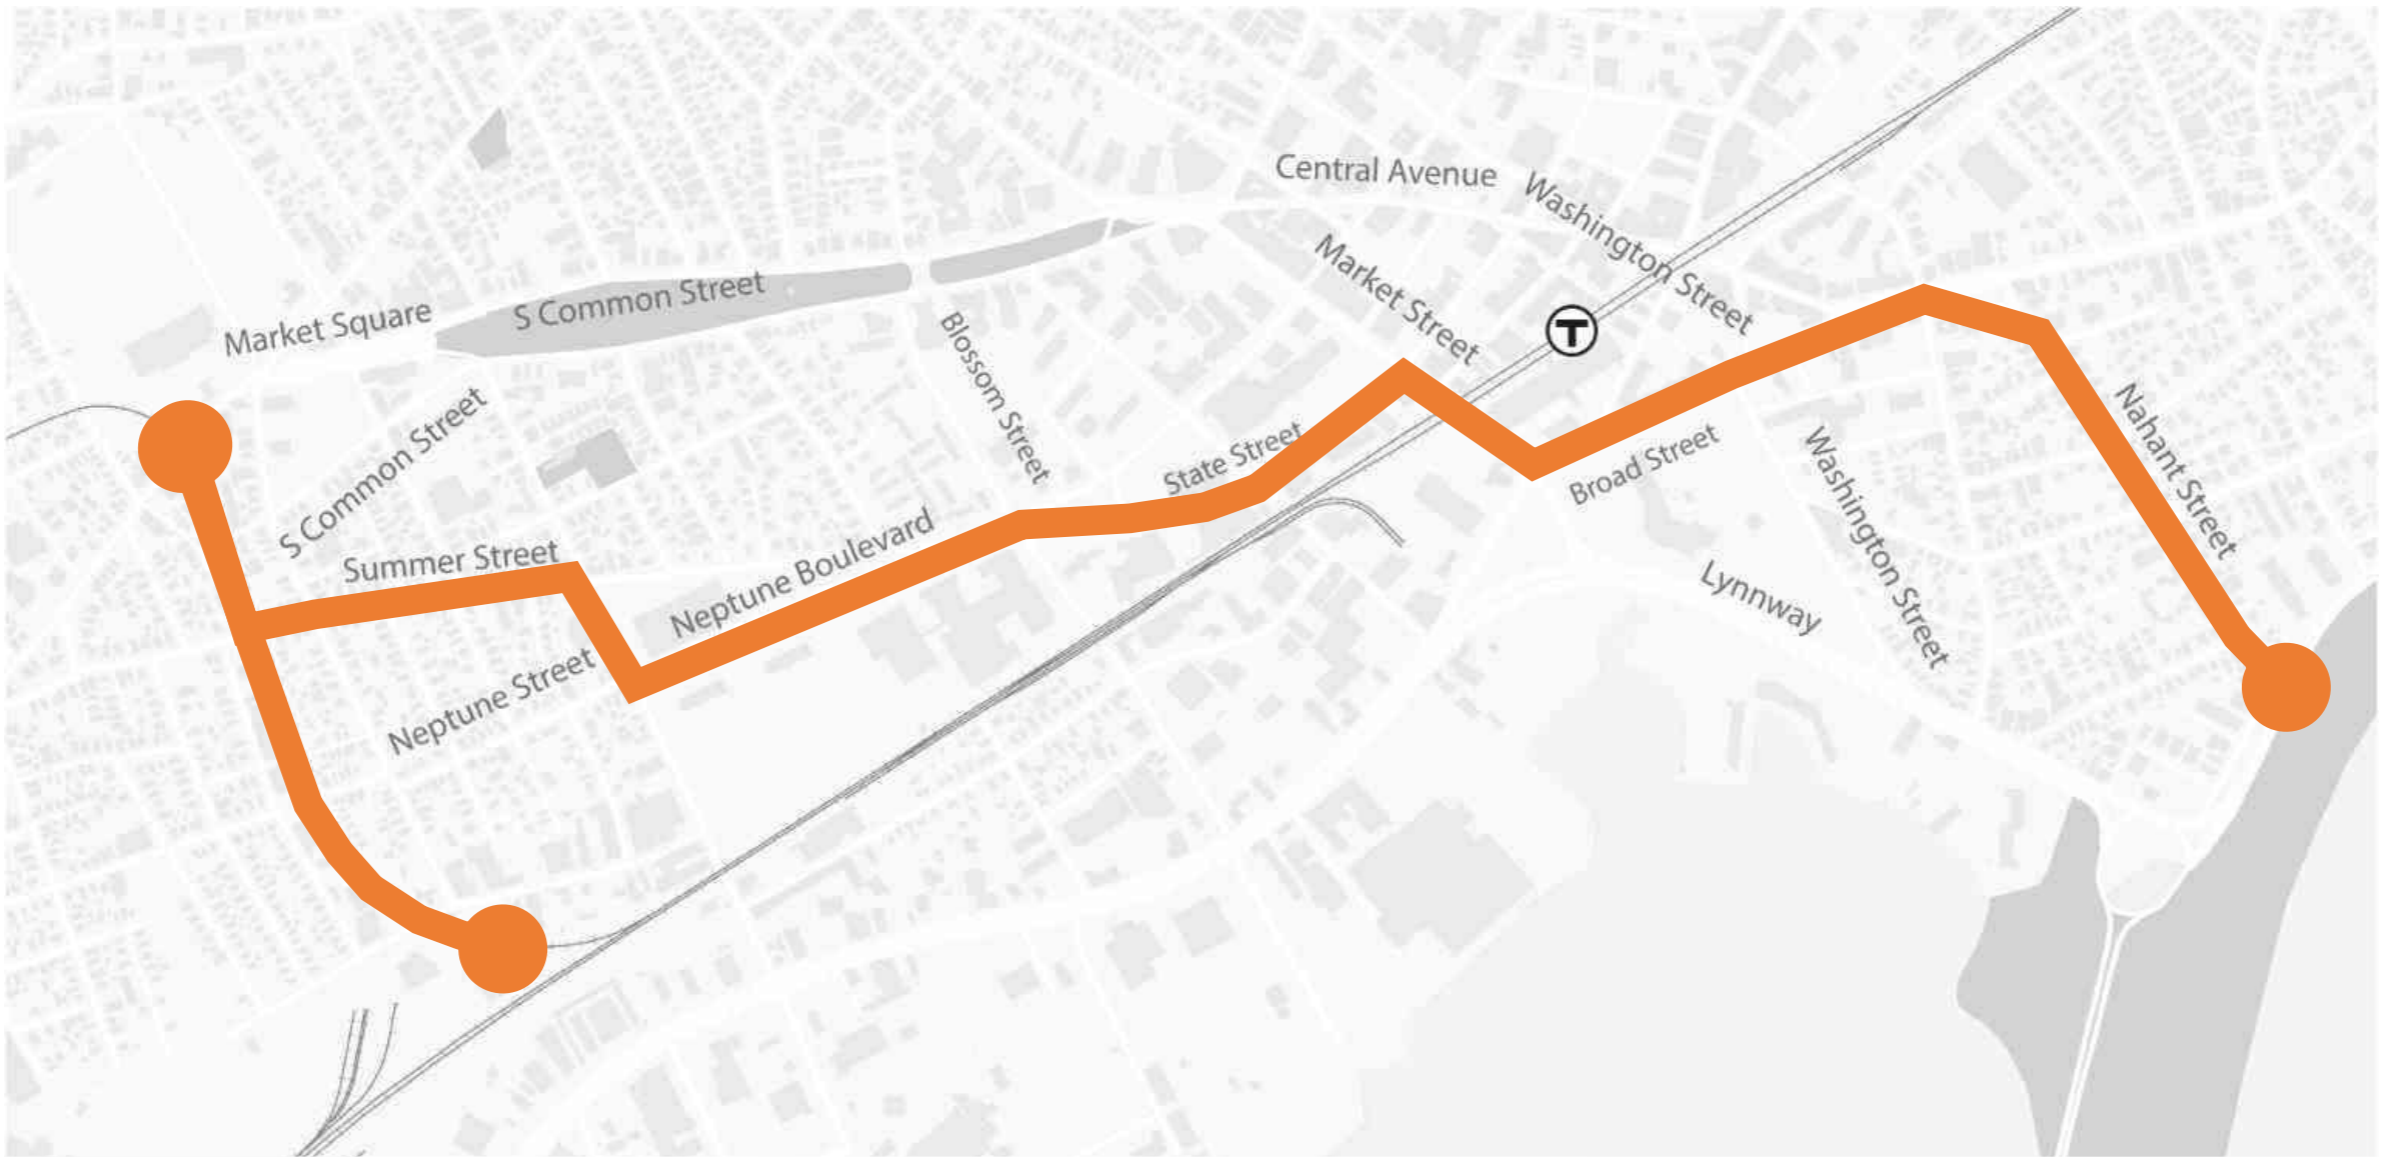 Central Avenue
Washington Street
Market Street
T
Market Square
S Common Street
Blossom Street
S Common Street
State Street
Broad Street
Nahant Street
Washington Street
Summer Street
Neptune Boulevard
Lynnway
Neptune Street